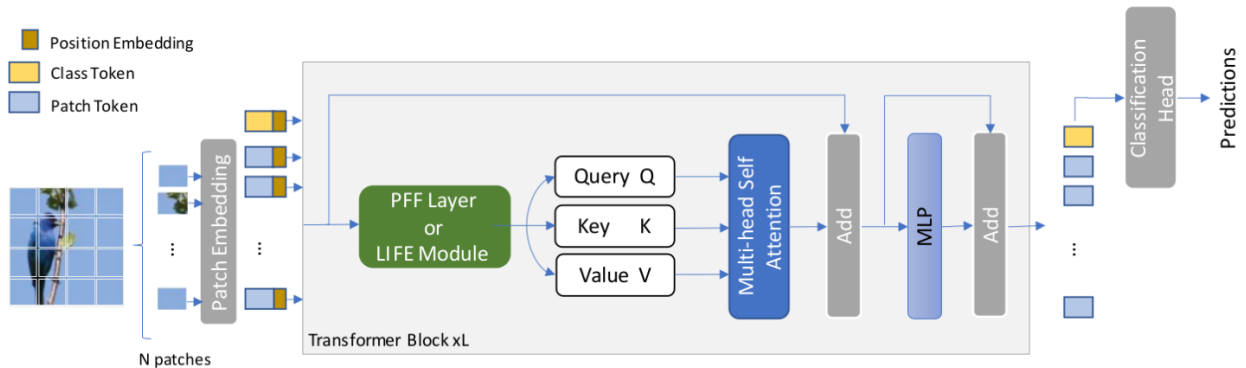 Position Embedding
Class Token
Patch Token
...
N patches
Patch Embedding
...
PFF Layer
or
LIFE Module
Query Q
Key K
Value V
Multi-head Self
Attention
Add
MLP
Add
Transformer Block xL
...
Classification
Head
Predictions